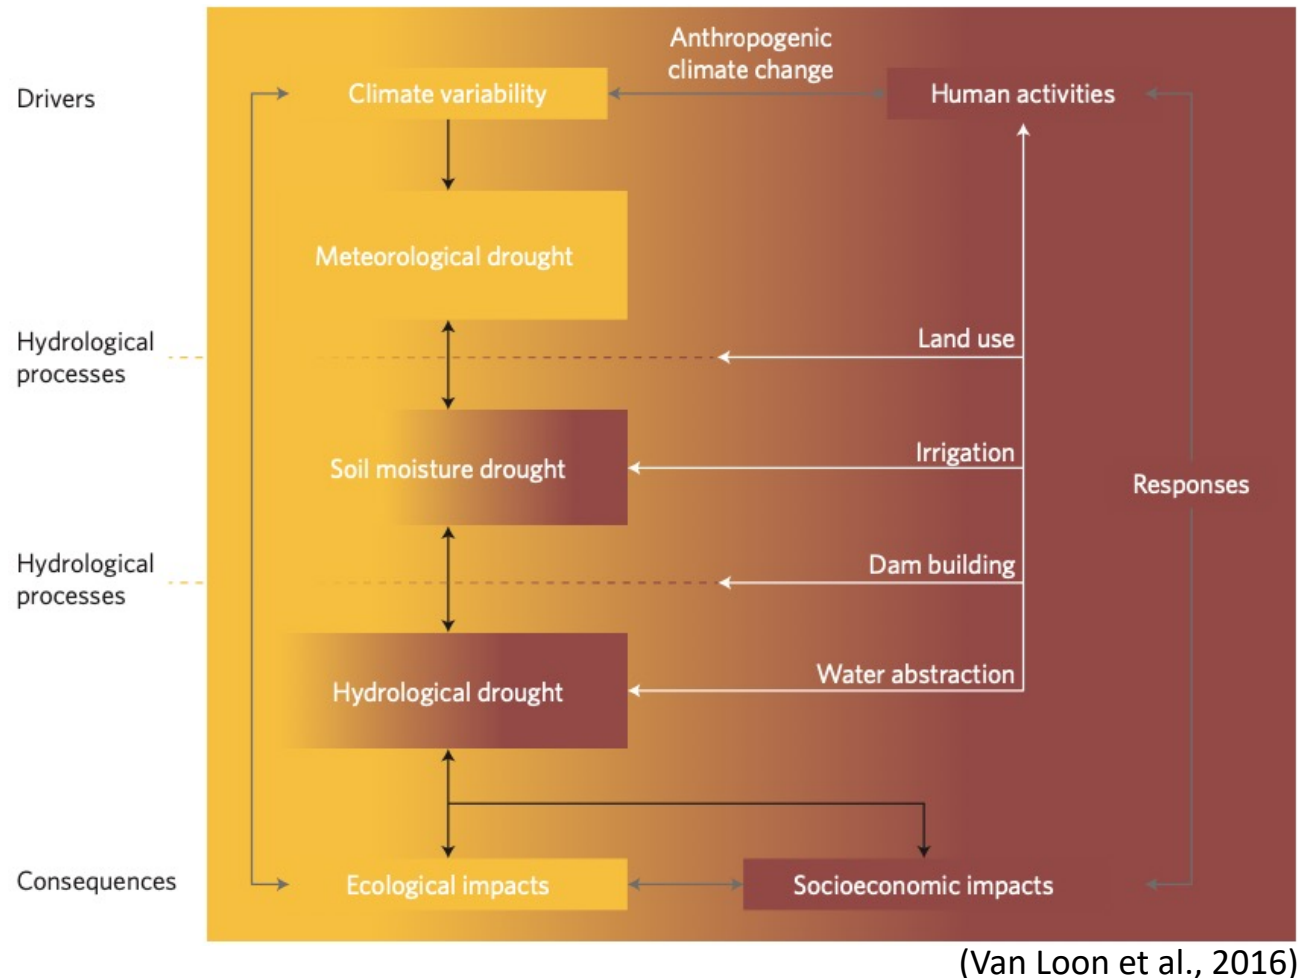 Anthropogenic
climate change
Drivers
Climate variability
Human activities
Meteorological drought
Hydrological
processes
Land use
Soil moisture drought
Irrigation
Responses
Hydrological
processes
Dam building
Hydrological drought
Water abstraction
Consequences
Ecological impacts
Socioeconomic impacts
(Van Loon et al., 2016)